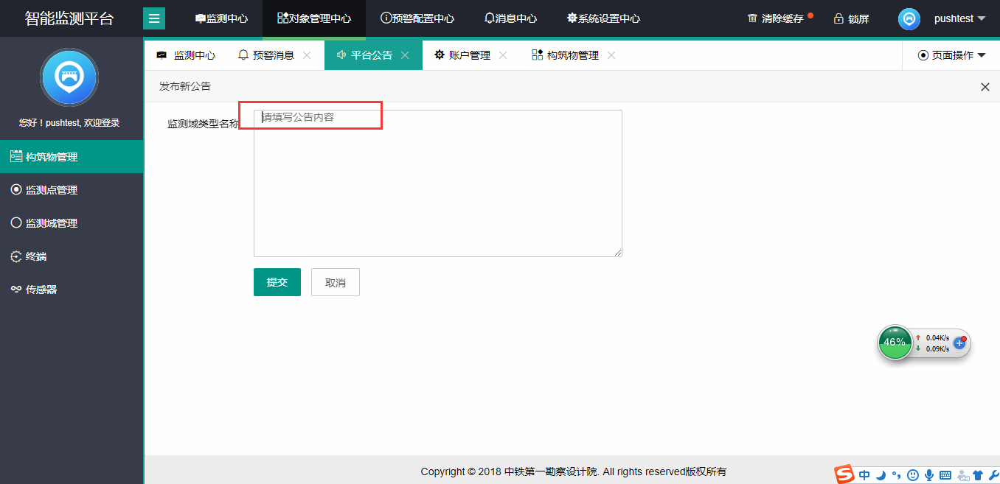 智能监测平台
监测中心
对象管理中心
预警配置中心
消息中心
系统设置中心
清除缓存
锁屏
pushtest
监测中心
预警消息
平台公告
账户管理
构筑物管理
页面操作
您好！pushtest, 欢迎登录
构筑物管理
监测点管理
监测域管理
终端
传感器
发布新公告
监测域类型名称
请填写公告内容
提交
取消
46%
0.04K/s
0.09K/s
Copyright © 2018 中铁第一勘察设计院. All rights reserved版权所有
S 中